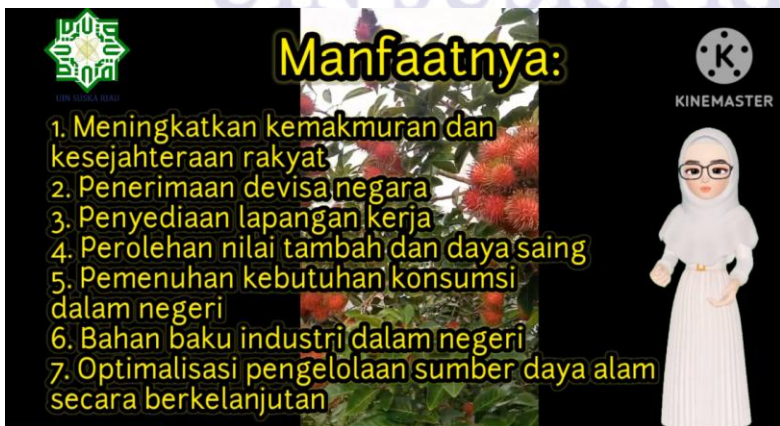 UIN SUSKA RIAU
Manfaatnya:
KINEMASTER
1. Meningkatkan kemakmuran dan
kesejahteraan rakyat
2. Penerimaan devisa negara
3. Penyediaan lapangan kerja
4. Perolehan nilai tambah dan daya saing
5. Pemenuhan kebutuhan konsumsi
dalam negeri
6. Bahan baku industri dalam negeri
7. Optimalisasi pengelolaan sumber daya alam
secara berkelanjutan